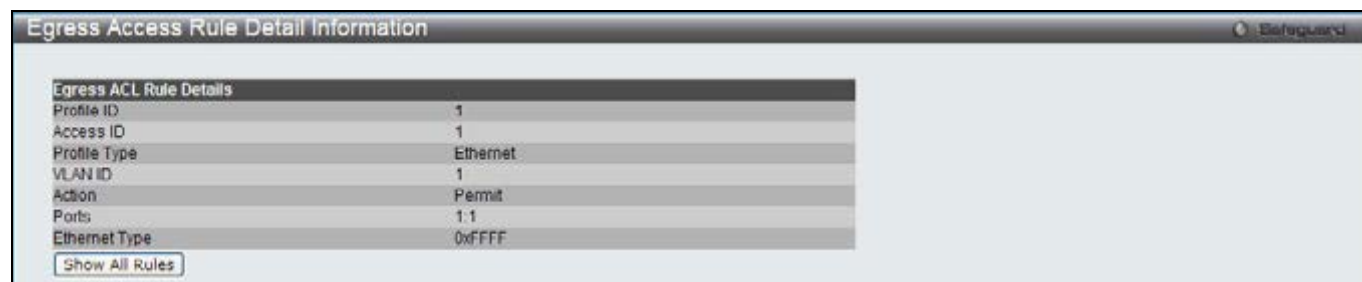 Egress Access Rule Detail Information
Safeguard
Egress ACL Rule Details
Profile ID 1
Access ID 1
Profile Type Ethernet
VLAN ID 1
Action Permit
Ports 1:1
Ethernet Type 0xFFFF
Show All Rules